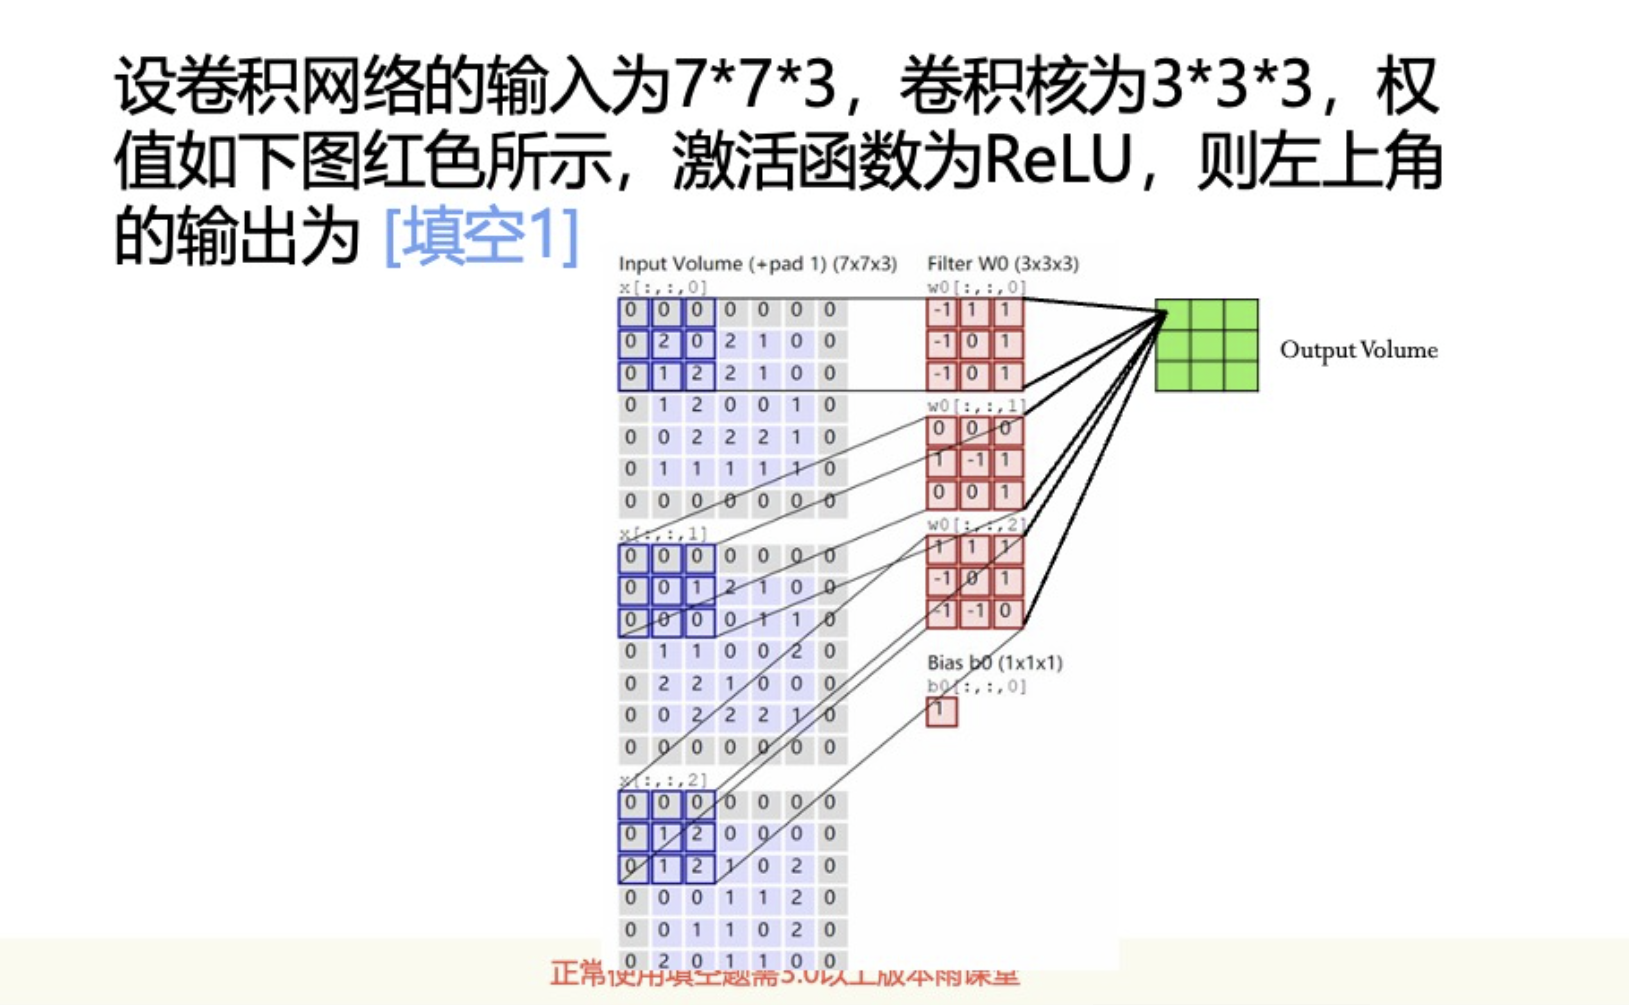 设卷积网络的输入为7*7*3，卷积核为3*3*3，权
值如下图红色所示，激活函数为ReLU，则左上角
的输出为 [填空1]
Input Volume (+pad 1) (7x7x3)
x[:,:,0]
0 0 0 0 0 0 0
0 2 0 2 1 0 0
0 1 2 2 1 0 0
0 1 2 0 0 1 0
0 0 2 2 2 1 0
0 1 1 1 1 1 0
0 0 0 0 0 0 0
x[:,:,1]
0 0 0 0 0 0 0
0 0 1 2 1 0 0
0 0 0 0 1 1 0
0 1 1 0 0 2 0
0 2 2 1 0 0 0
0 0 2 2 2 1 0
0 0 0 0 0 0 0
x[:,:,2]
0 0 0 0 0 0 0
0 1 2 0 0 0 0
0 1 2 1 0 2 0
0 0 0 1 1 2 0
0 0 1 1 0 2 0
0 2 0 1 1 0 0
Filter W0 (3x3x3)
w0[:,:,0]
-1 1 1
-1 0 1
-1 0 1
w0[:,:,1]
0 0 0
1 -1 1
0 0 1
w0[:,:,2]
1 1 1
-1 0 1
-1 -1 0
Bias b0 (1x1x1)
b0[:,:,0]
1
Output Volume
正常使用填空题需3.0以上版本雨课堂